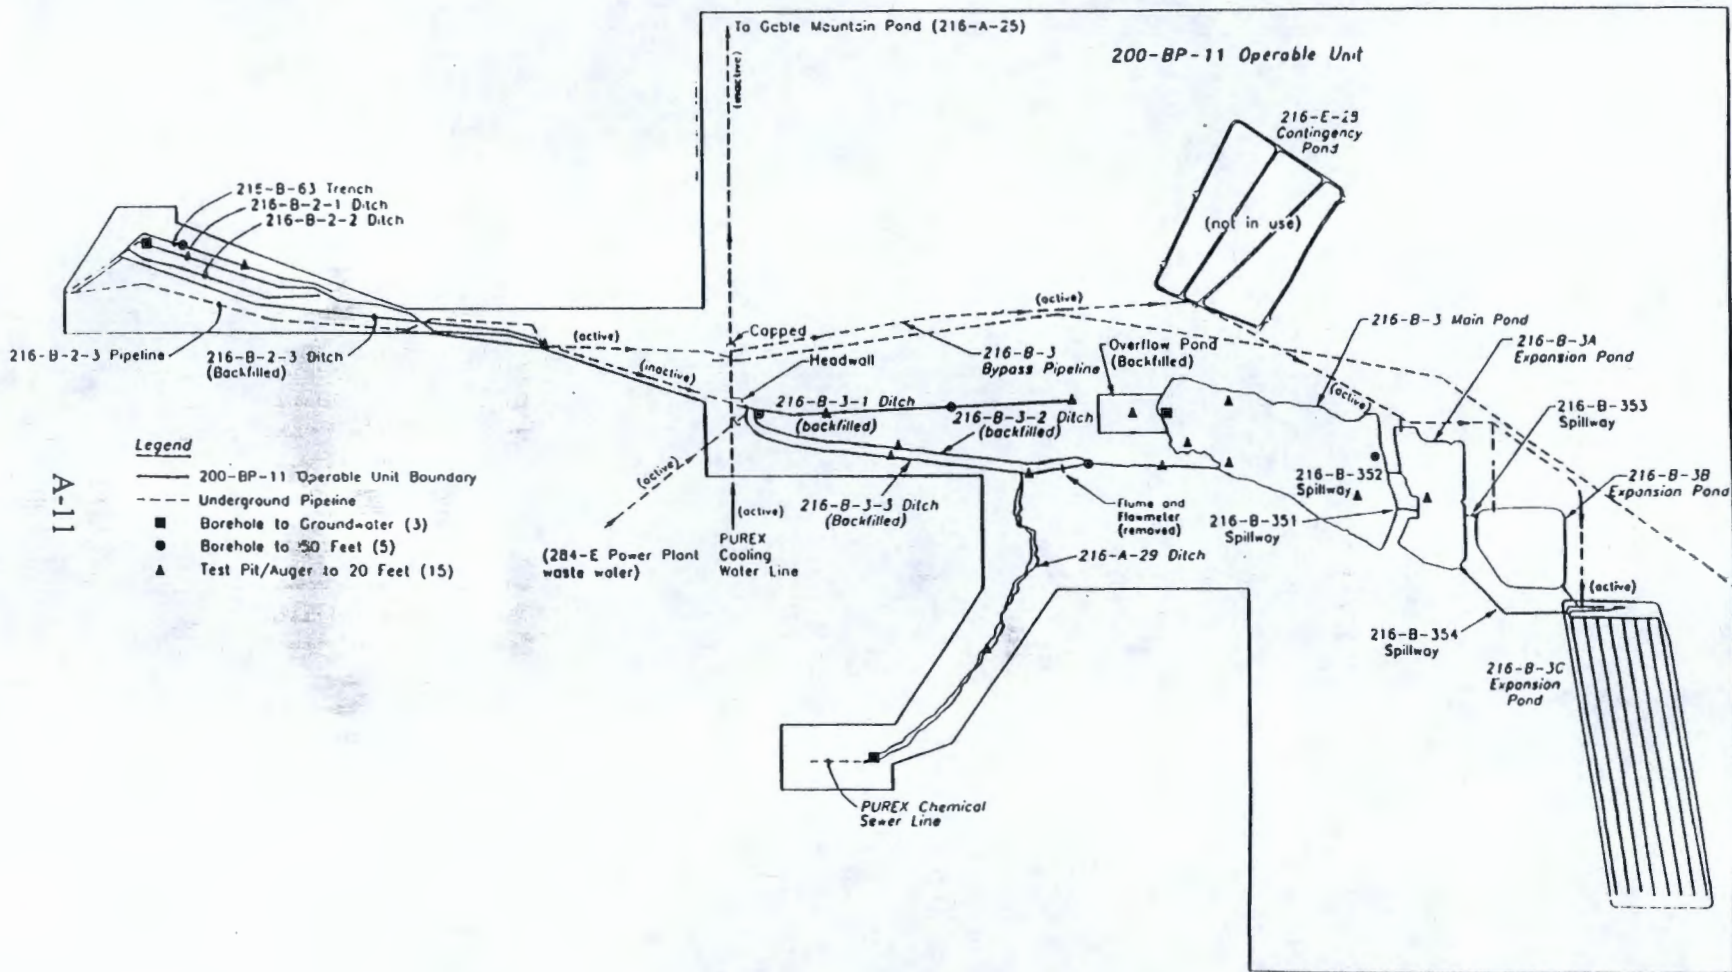 To Goble Mountain Pond (216-A-25)
(inactive)
200-BP-11 Operable Unit
216-E-29
Contingency
Pond
(not in use)
216-B-63 Trench
216-B-2-1 Ditch
216-B-2-2 Ditch
216-B-2-3 Pipeline
216-B-2-3 Ditch
(Backfilled)
(active)
(inactive)
Capped
Headwall
(active)
216-B-3
Bypass Pipeline
Overflow Pond
(Backfilled)
216-B-3 Main Pond
216-B-3A
Expansion Pond
(active)
216-B-353
Spillway
216-B-3-1 Ditch
(backfilled)
216-B-3-2 Ditch
(backfilled)
216-B-3-3 Ditch
(Backfilled)
(active)
(active)
Flume and
Flowmeter
(removed)
216-B-352
Spillway
216-B-351
Spillway
216-B-3B
Expansion Pond
(284-E Power Plant
waste water)
PUREX
Cooling
Water Line
216-A-29 Ditch
(active)
216-B-354
Spillway
216-B-3C
Expansion
Pond
PUREX Chemical
Sewer Line
Legend
200-BP-11 Operable Unit Boundary
Underground Pipeline
Borehole to Groundwater (3)
Borehole to 50 Feet (5)
Test Pit/Auger to 20 Feet (15)
A-11